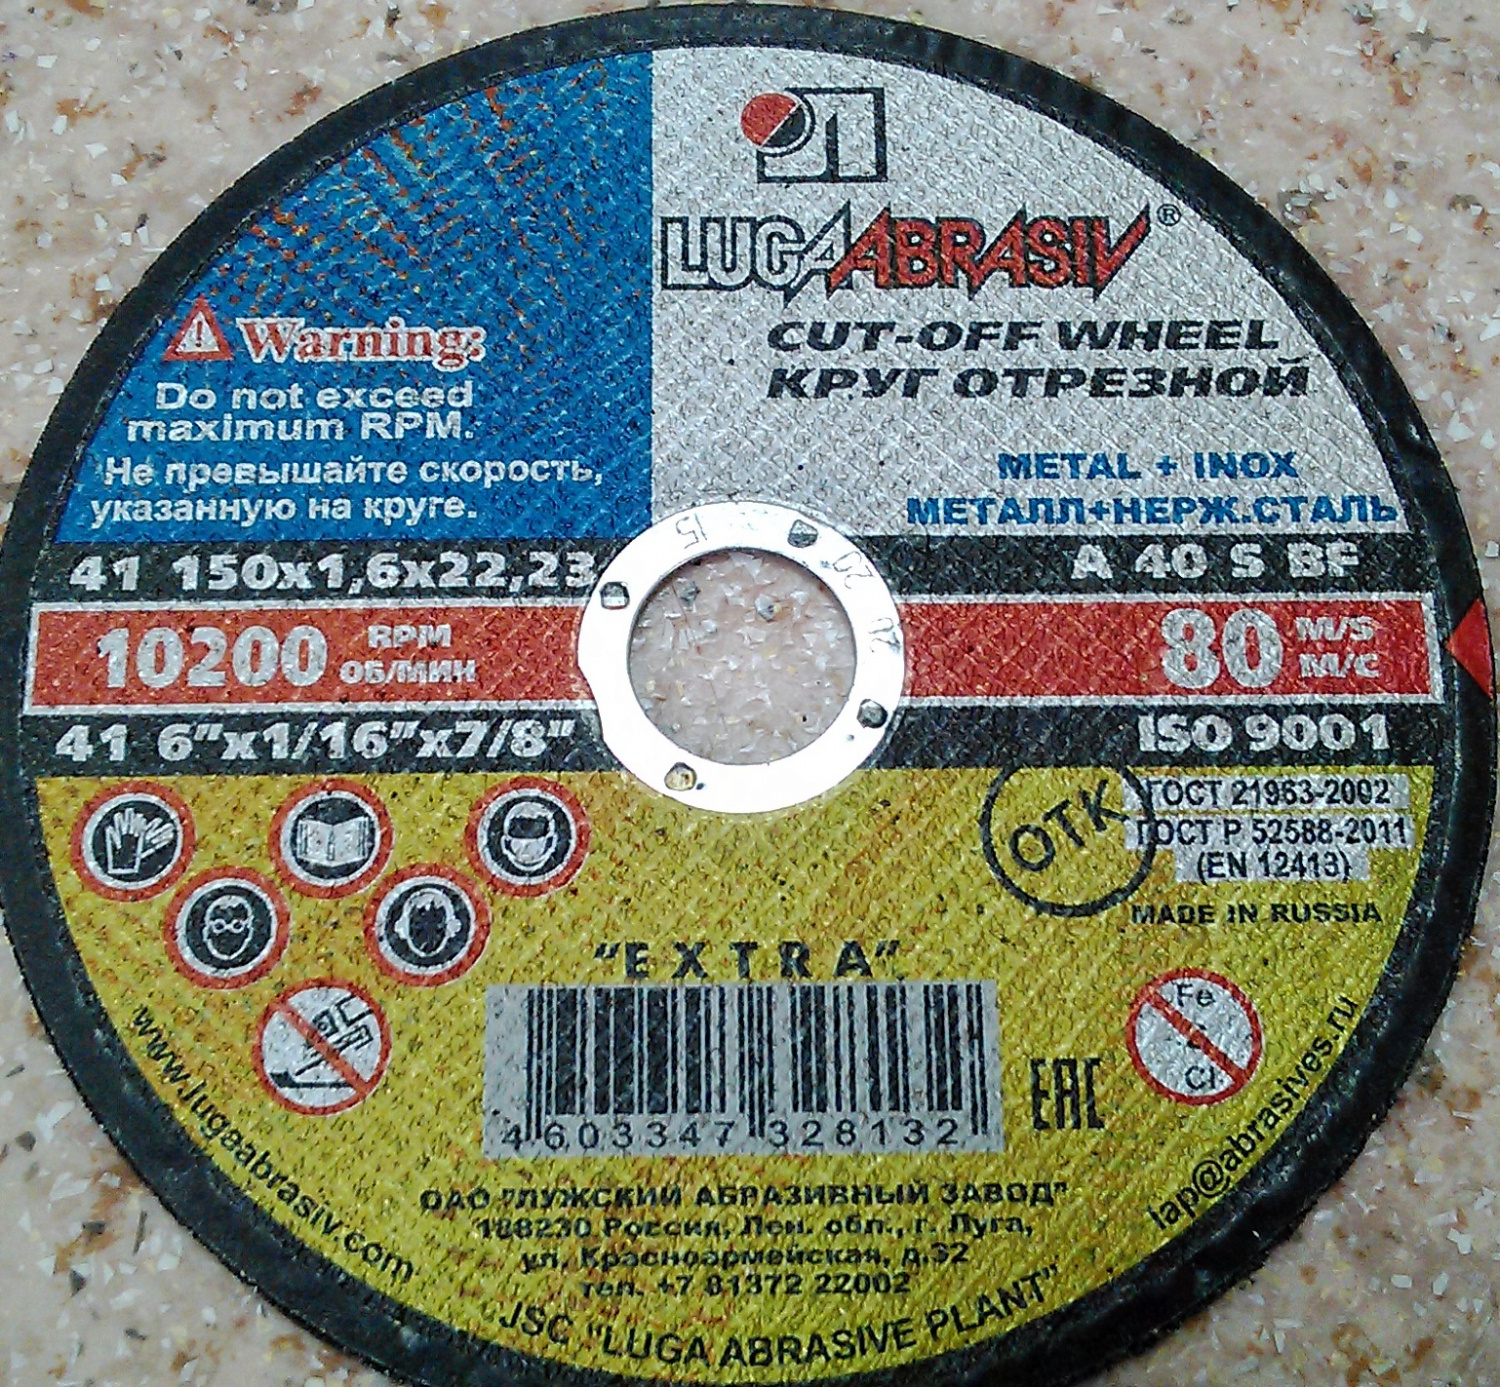 LUGAABRASIV®
CUT-OFF WHEEL
КРУГ ОТРЕЗНОЙ
METAL + INOX
МЕТАЛЛ+НЕРЖ.СТАЛЬ
Warning:
Do not exceed
maximum RPM.
Не превышайте скорость,
указанную на круге.
41 150x1,6x22,23
A 40 S BF
10200 RPM
ОБ/МИН
80 M/S
М/С
41 6"x1/16"x7/8"
ISO 9001
ОТК
ГОСТ 21963-2002
ГОСТ Р 52588-2011
(EN 12413)
MADE IN RUSSIA
"EXTRA"
4 603347 328132
EAC
Fe
ОАО "ЛУЖСКИЙ АБРАЗИВНЫЙ ЗАВОД"
188230 Россия, Лен. обл., г. Луга,
ул. Красноармейская, д.32
тел. +7 81372 22002
JSC "LUGA ABRASIVE PLANT"
www.lugaabrasiv.com
lap@abrasives.ru